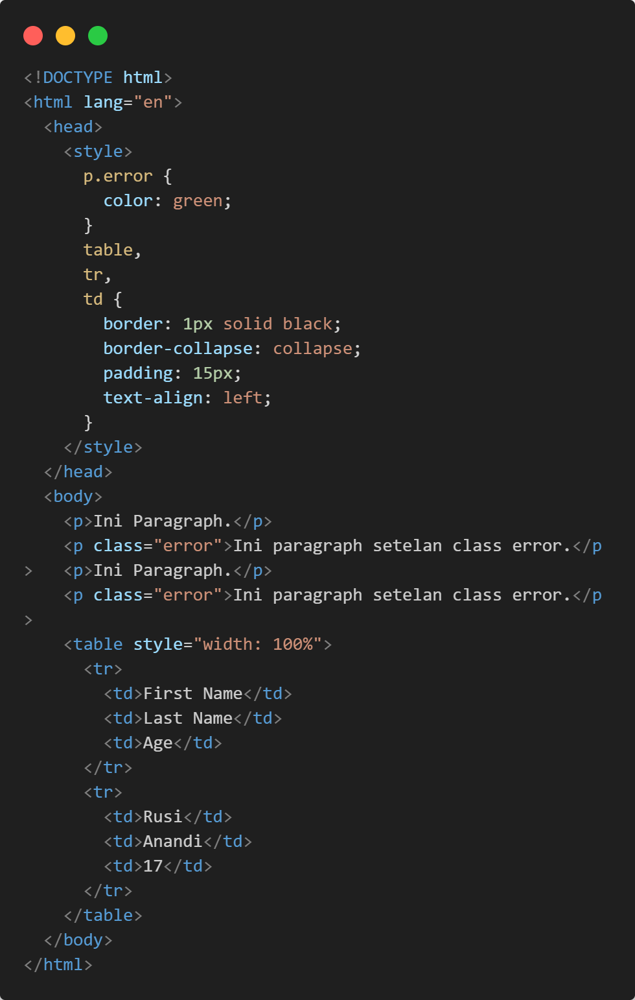 <!DOCTYPE html>
<html lang="en">
  <head>
    <style>
      p.error {
        color: green;
      }
      table,
      tr,
      td {
        border: 1px solid black;
        border-collapse: collapse;
        padding: 15px;
        text-align: left;
      }
    </style>
  </head>
  <body>
    <p>Ini Paragraph.</p>
    <p class="error">Ini paragraph setelan class error.</p
>   <p>Ini Paragraph.</p>
    <p class="error">Ini paragraph setelan class error.</p
>
    <table style="width: 100%">
      <tr>
        <td>First Name</td>
        <td>Last Name</td>
        <td>Age</td>
      </tr>
      <tr>
        <td>Rusi</td>
        <td>Anandi</td>
        <td>17</td>
      </tr>
    </table>
  </body>
</html>